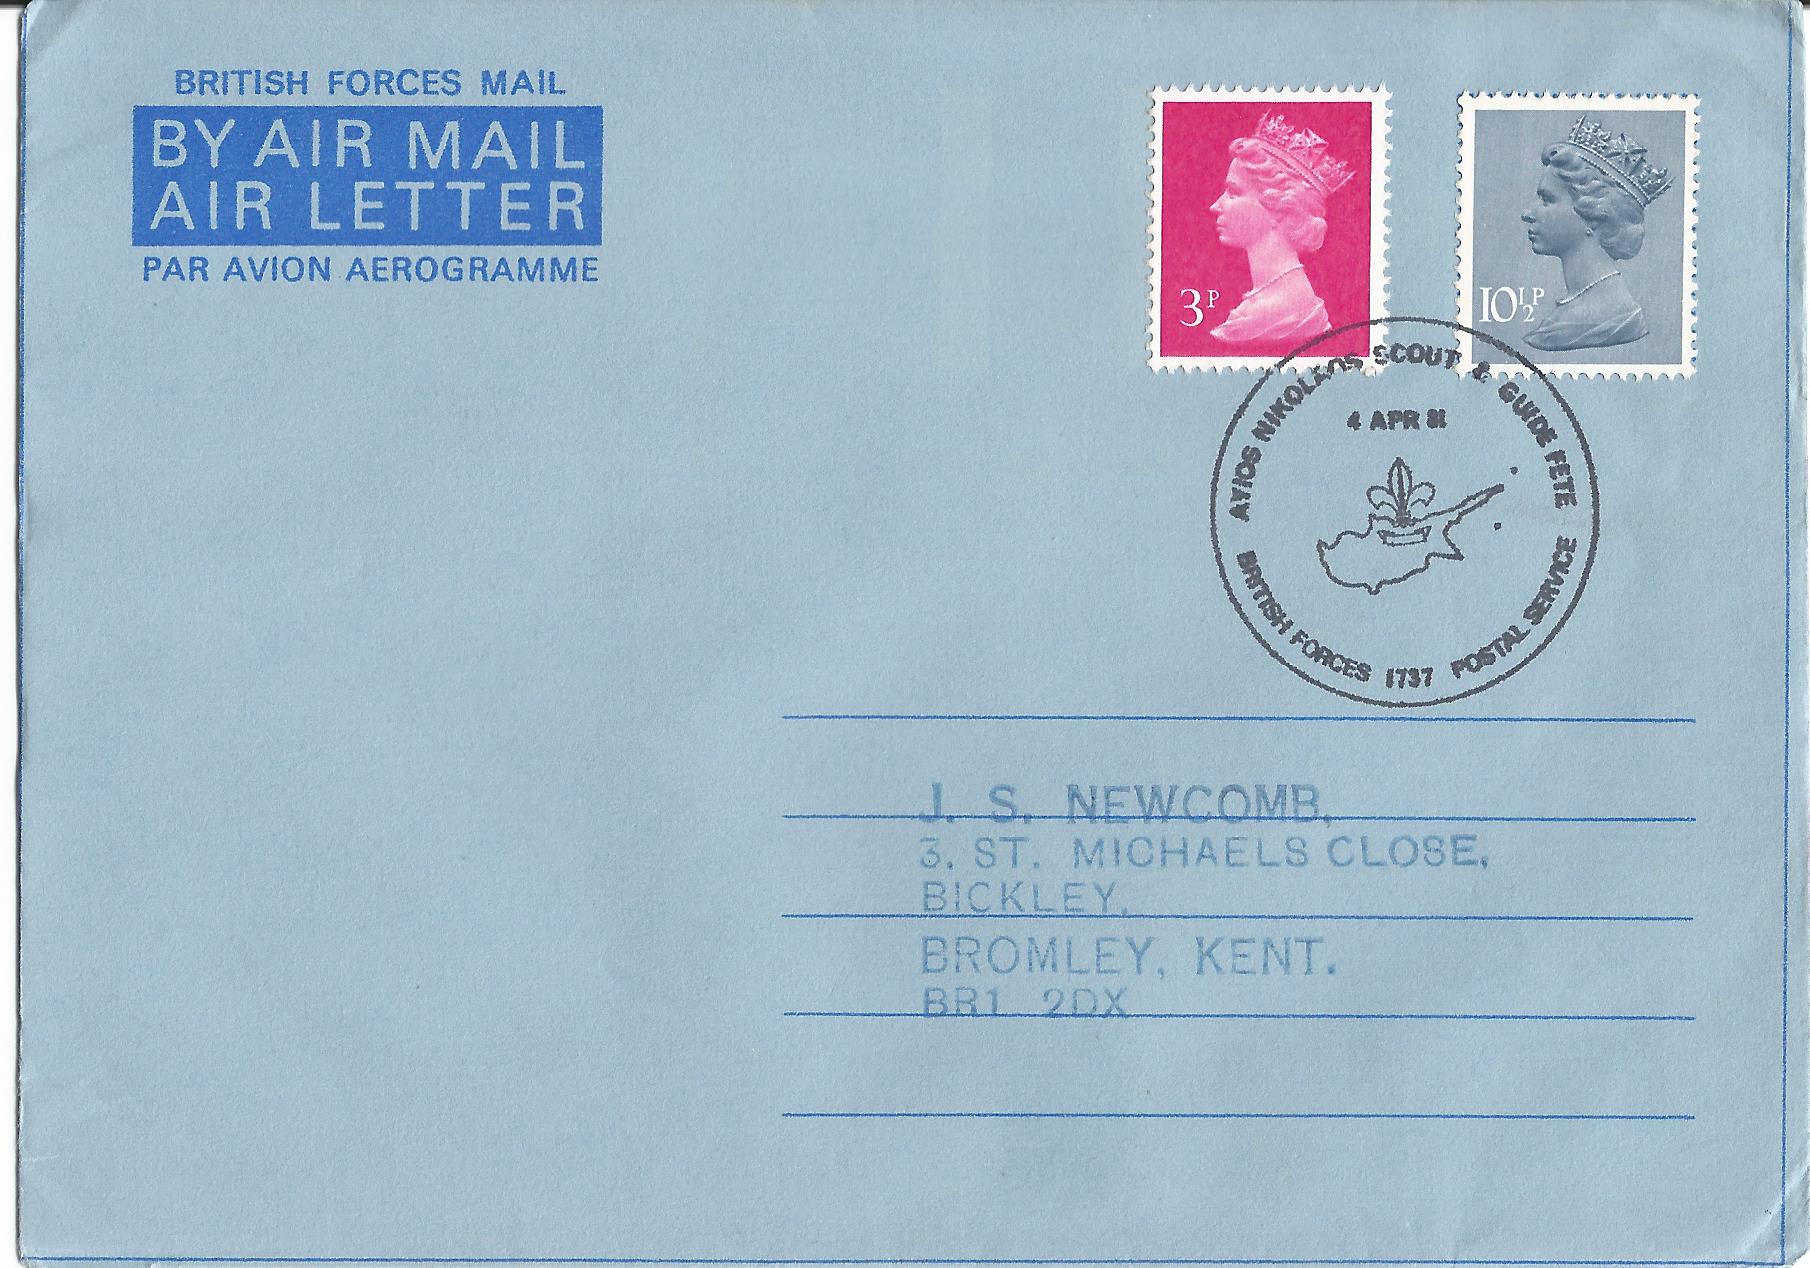 BRITISH FORCES MAIL
BY AIR MAIL
AIR LETTER
PAR AVION AEROGRAMME
3P
10½P
AYIOS NIKOLAOS SCOUT & GUIDE FETE
4 APR 81
BRITISH FORCES 1737 POSTAL SERVICE
J. S. NEWCOMB,
3. ST. MICHAELS CLOSE,
BICKLEY,
BROMLEY, KENT.
BR1 2DX